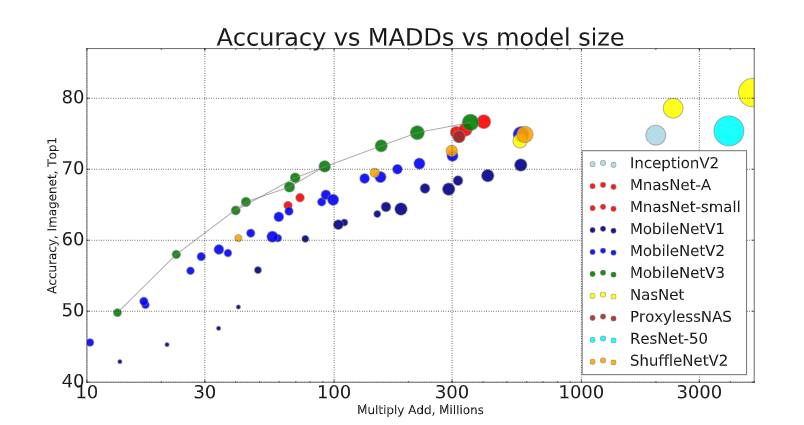 Accuracy vs MADDs vs model size
Accuracy, Imagenet, Top1
80
70
60
50
40
InceptionV2
MnasNet-A
MnasNet-small
MobileNetV1
MobileNetV2
MobileNetV3
NasNet
ProxylessNAS
ResNet-50
ShuffleNetV2
10 30 100 300 1000 3000
Multiply Add, Millions